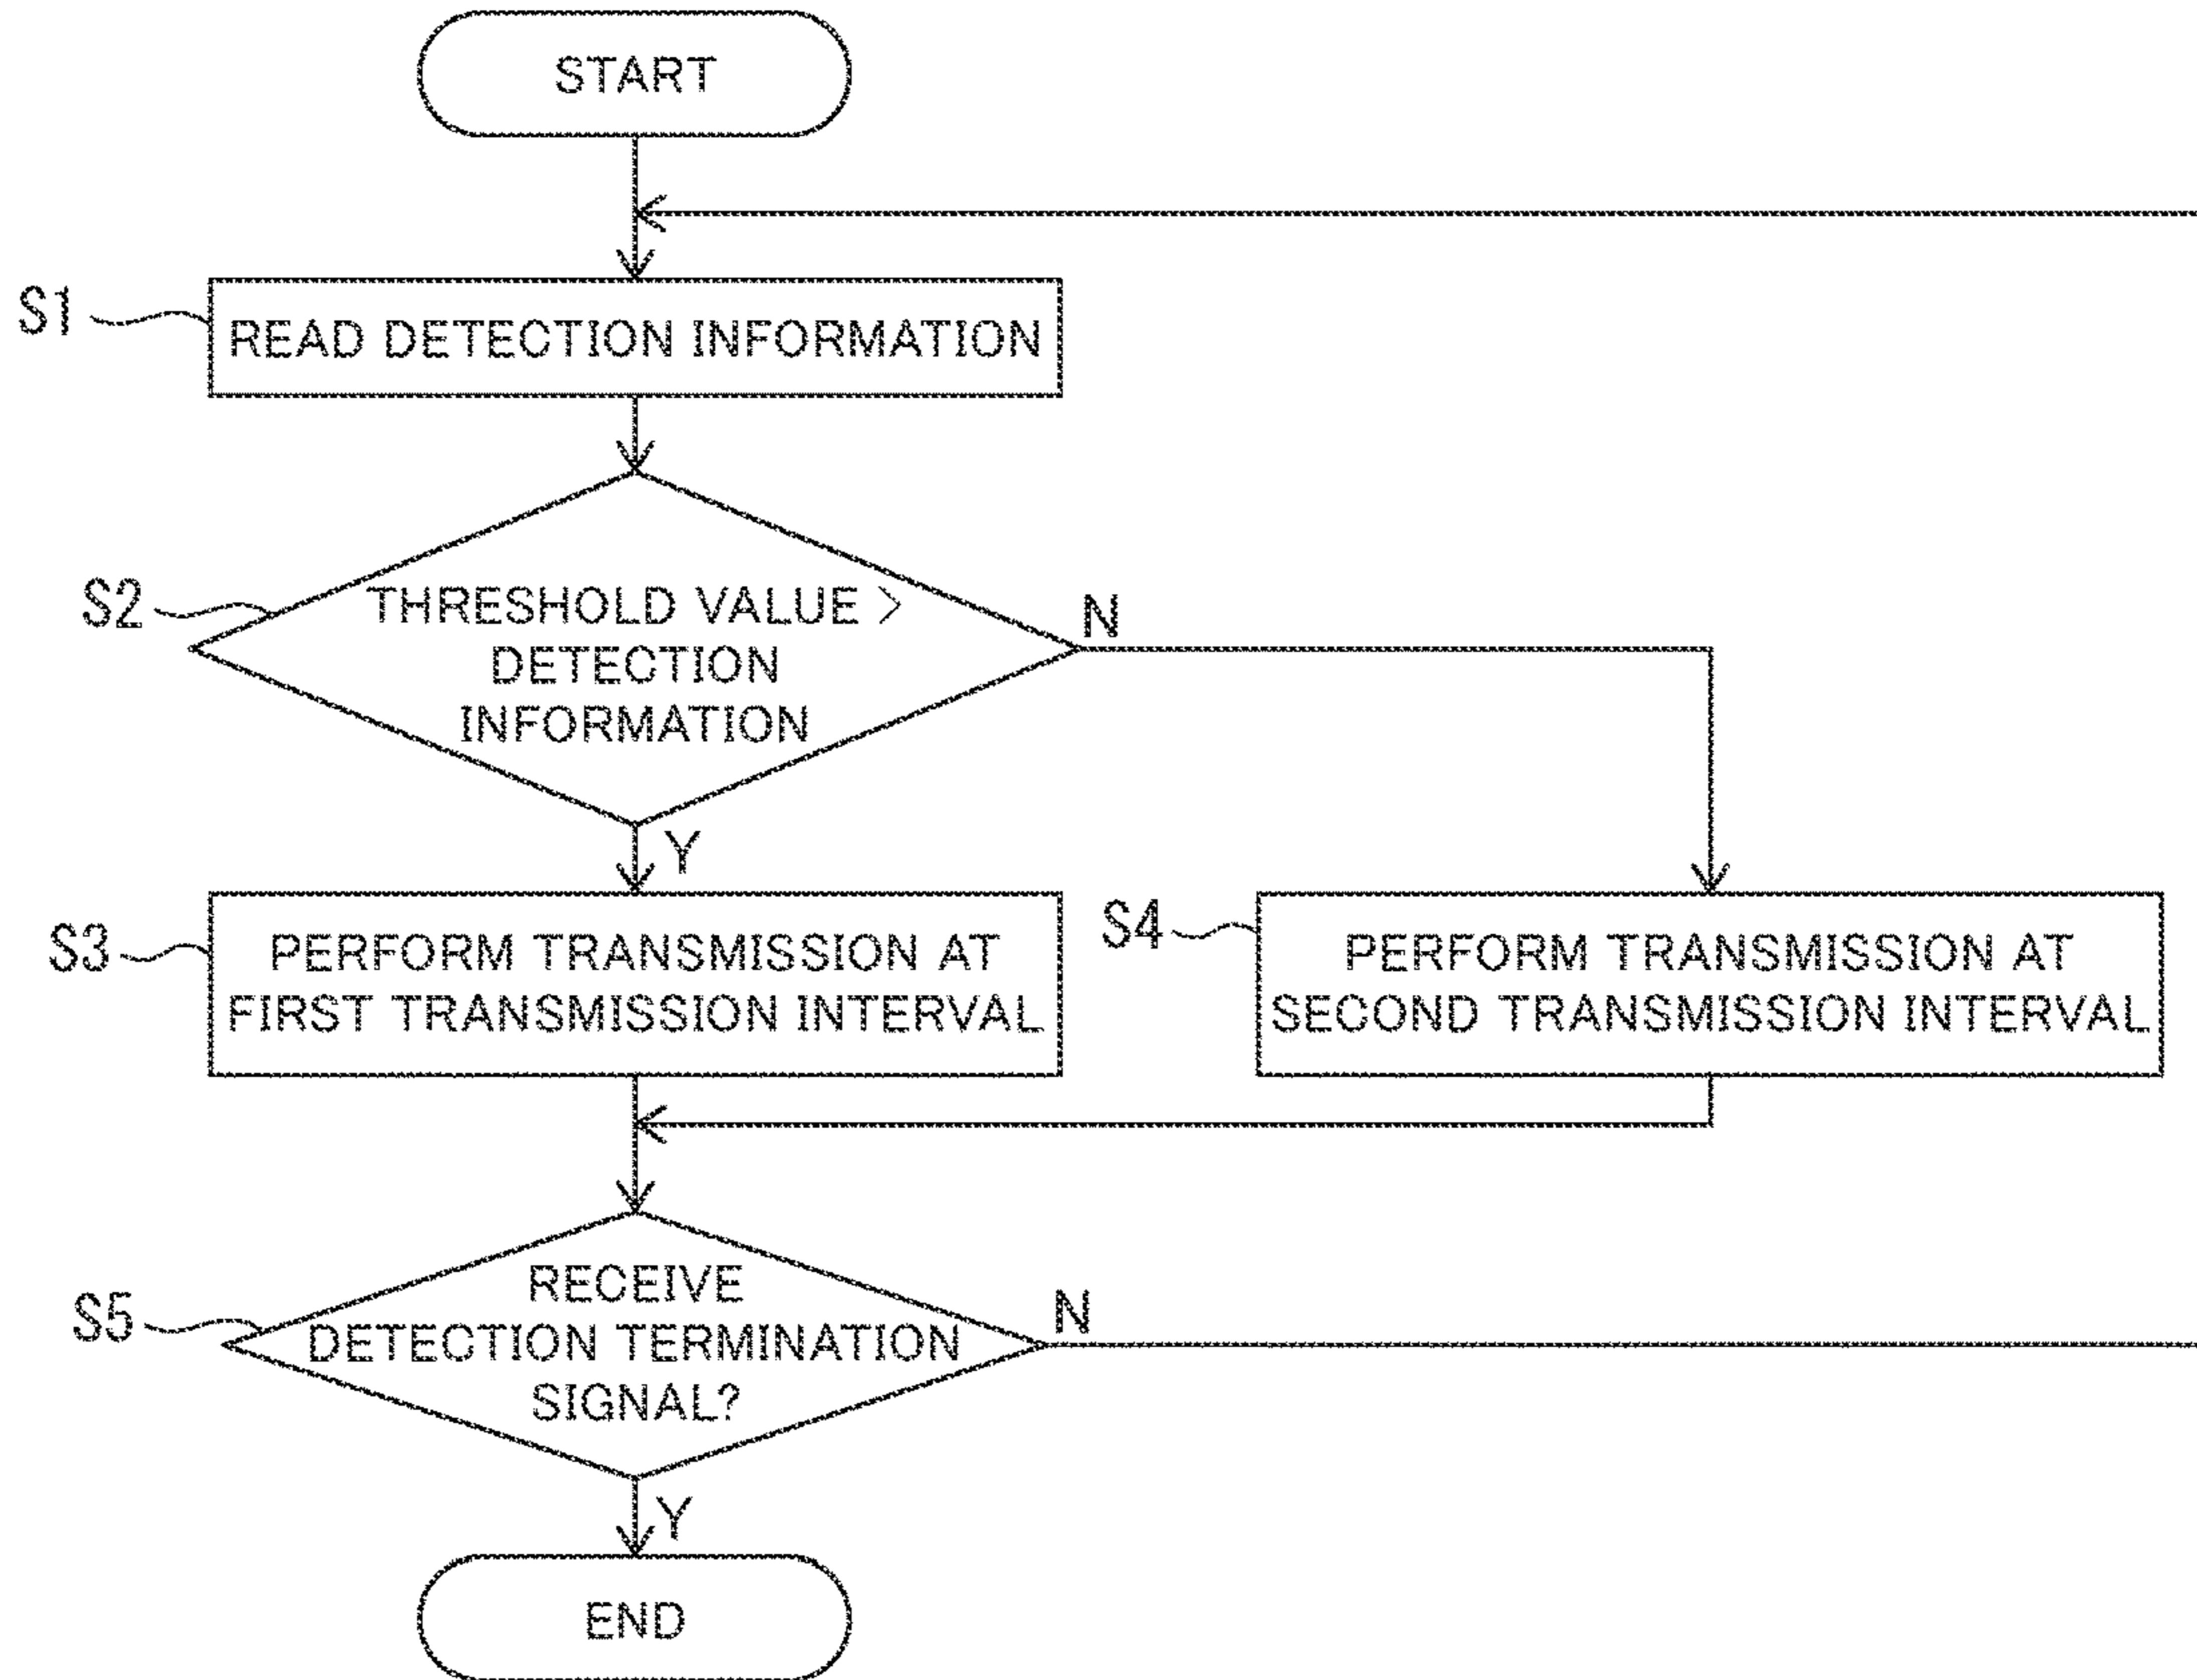 START
S1
READ DETECTION INFORMATION
S2
THRESHOLD VALUE >
DETECTION
INFORMATION
N
Y
S3
PERFORM TRANSMISSION AT
FIRST TRANSMISSION INTERVAL
S4
PERFORM TRANSMISSION AT
SECOND TRANSMISSION INTERVAL
S5
RECEIVE
DETECTION TERMINATION
SIGNAL?
N
Y
END